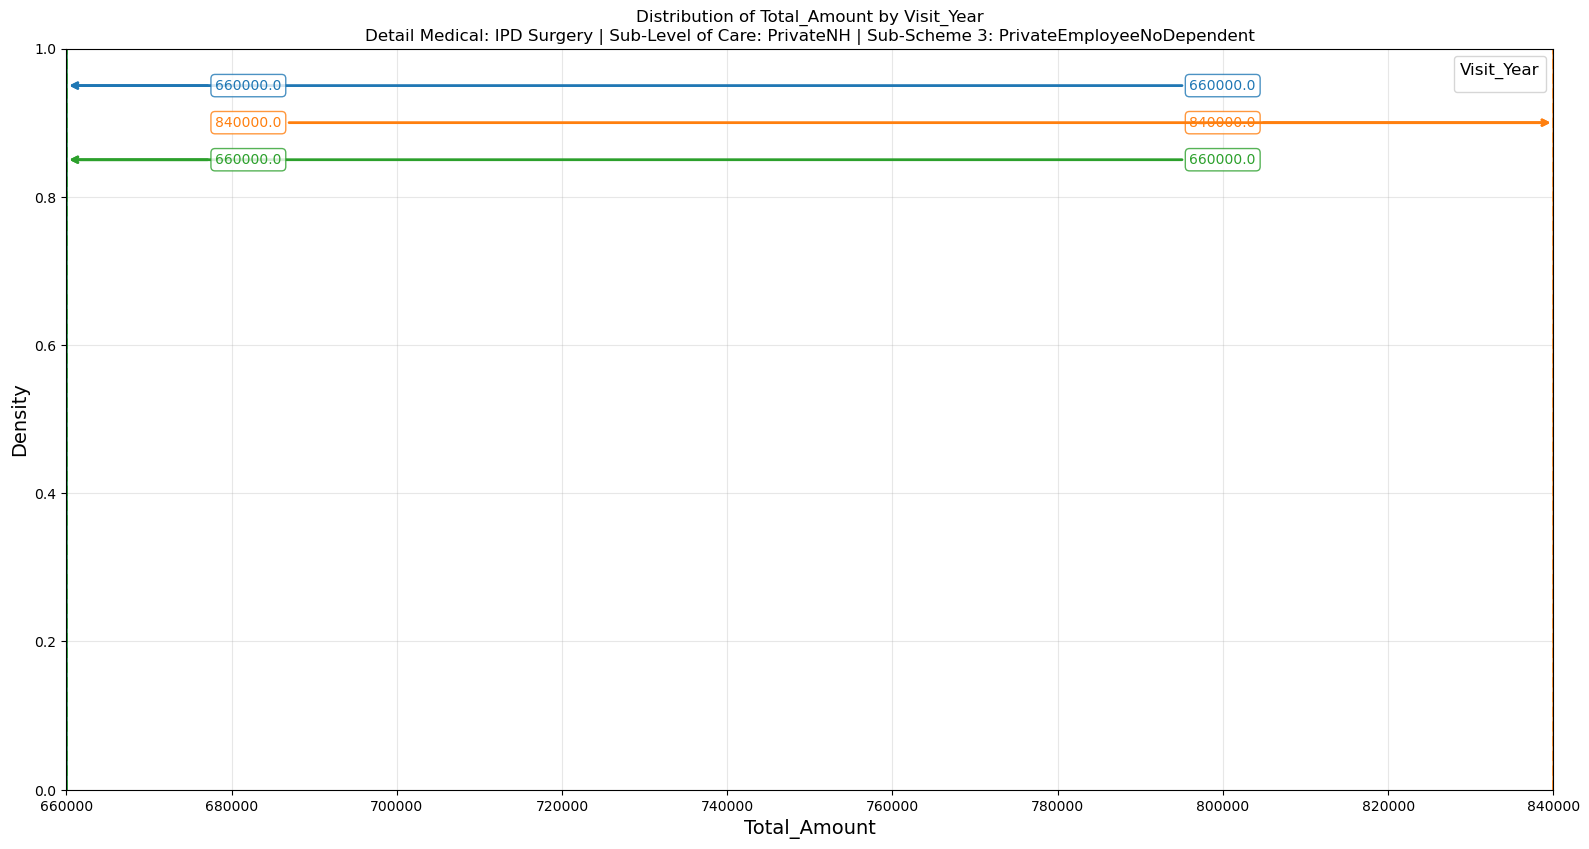 Distribution of Total_Amount by Visit_Year
Detail Medical: IPD Surgery | Sub-Level of Care: PrivateNH | Sub-Scheme 3: PrivateEmployeeNoDependent
Visit_Year
660000.0 660000.0
840000.0 840000.0
660000.0 660000.0
Density
1.0
0.8
0.6
0.4
0.2
0.0
660000 680000 700000 720000 740000 760000 780000 800000 820000 840000
Total_Amount